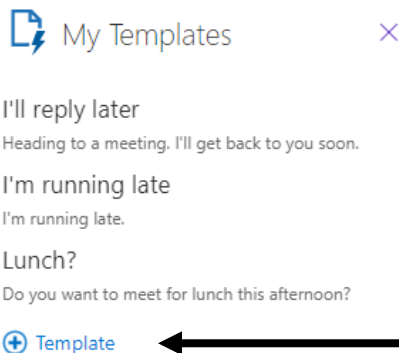 My Templates
I'll reply later
Heading to a meeting. I'll get back to you soon.
I'm running late
I'm running late.
Lunch?
Do you want to meet for lunch this afternoon?
Template